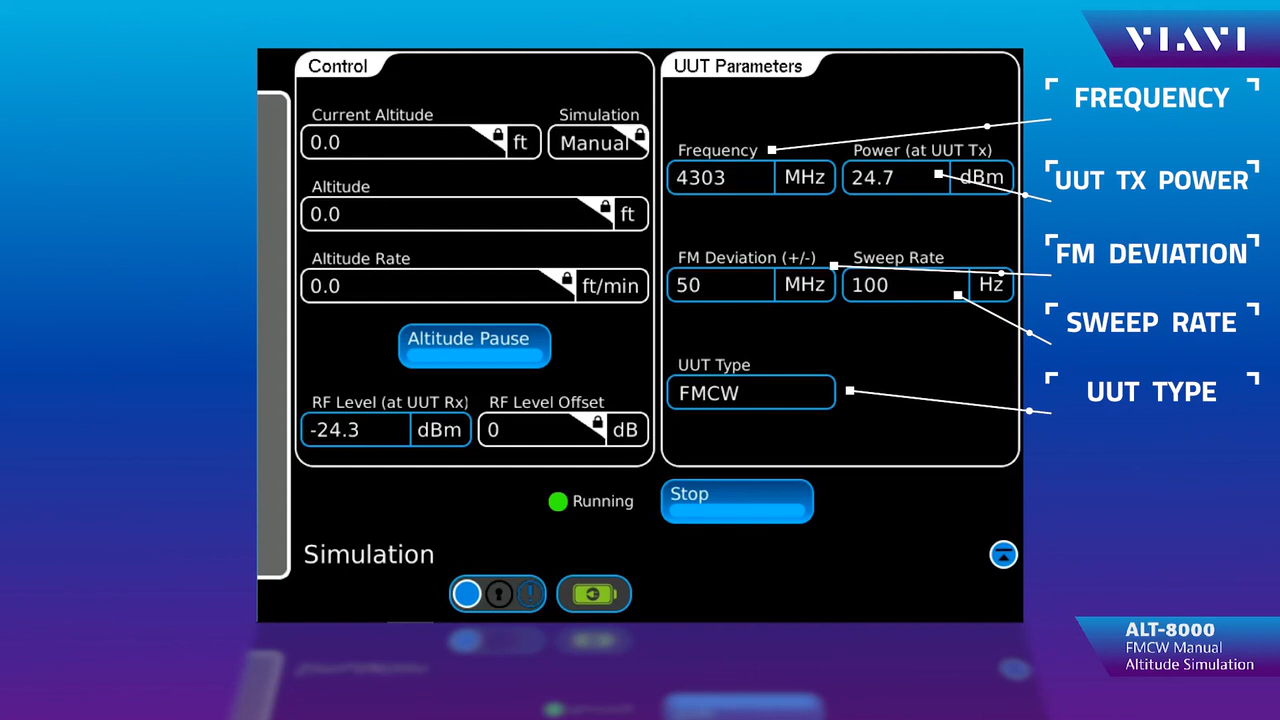 VIAVI
Control
Current Altitude
Simulation
0.0
ft
Manual
Altitude
0.0
ft
Altitude Rate
0.0
ft/min
Altitude Pause
RF Level (at UUT Rx)
RF Level Offset
-24.3
dBm
0
dB
UUT Parameters
Frequency
Power (at UUT Tx)
4303
MHz
24.7
dBm
FM Deviation (+/-)
Sweep Rate
50
MHz
100
Hz
UUT Type
FMCW
Running
Stop
Simulation
FREQUENCY
UUT TX POWER
FM DEVIATION
SWEEP RATE
UUT TYPE
ALT-8000
FMCW Manual
Altitude Simulation